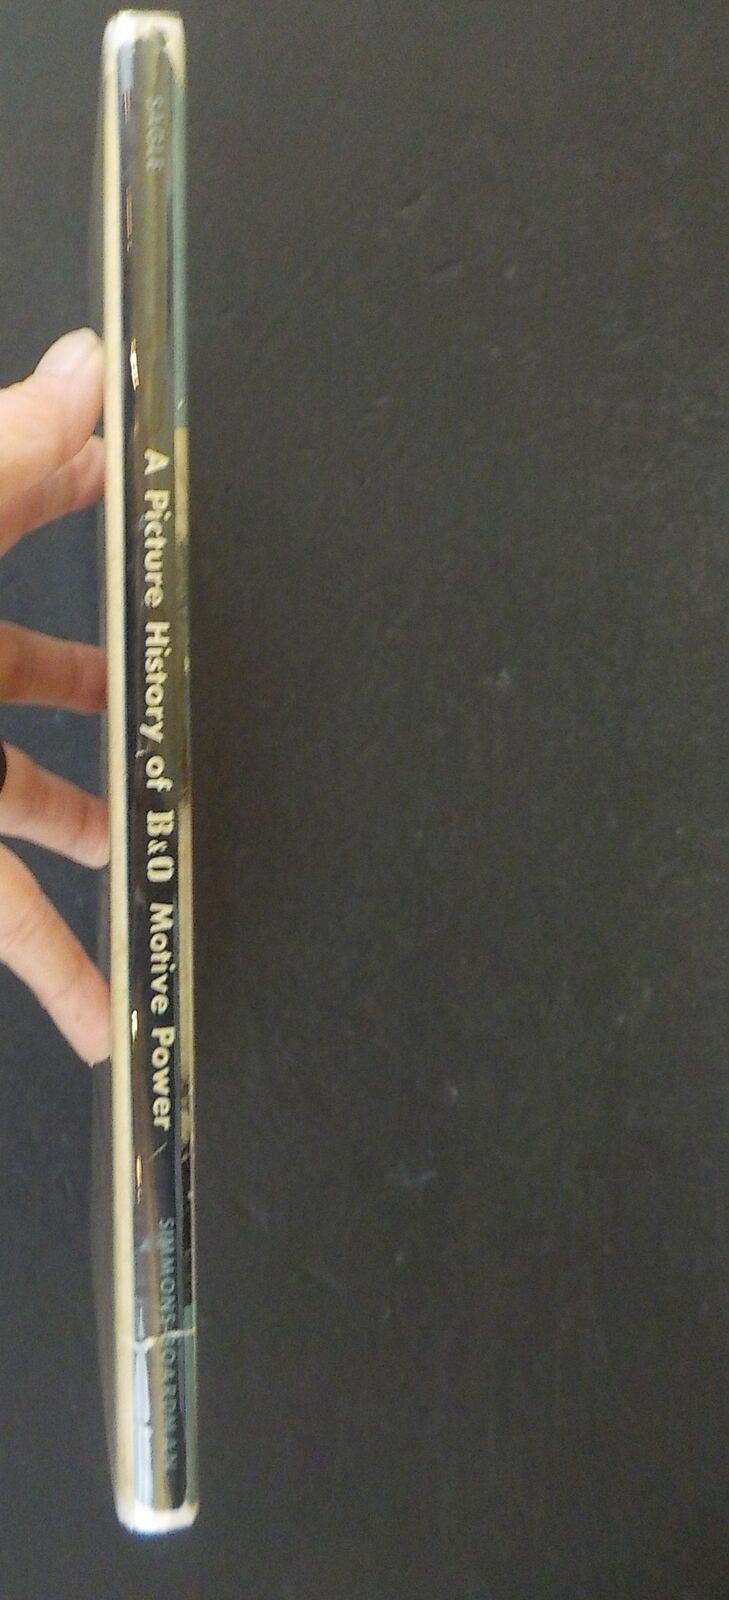 SAGLE
A Picture History of B&O Motive Power
SIMMONS-BOARDMAN